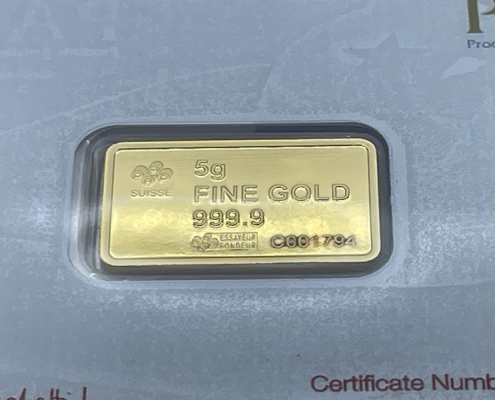 5g
SUISSE
FINE GOLD
999.9
ESSAYEUR
FONDEUR
C001794
Certificate Numb